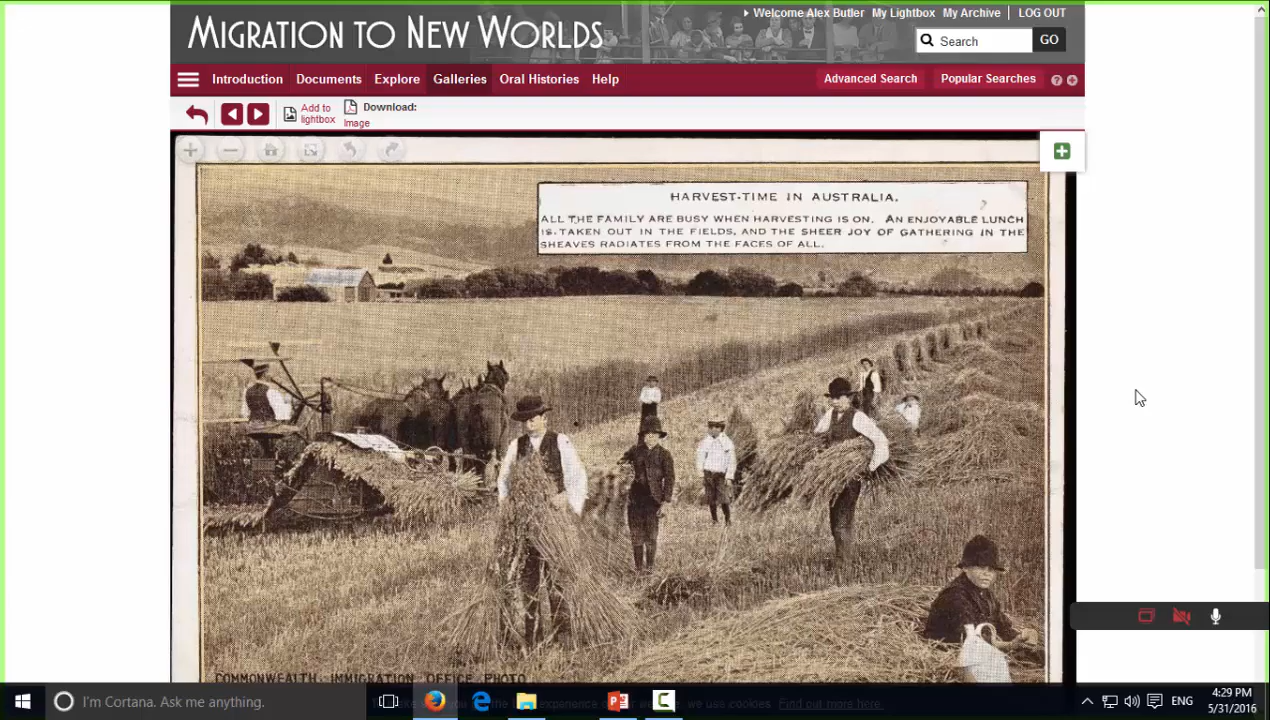 MIGRATION TO NEW WORLDS
Welcome Alex Butler My Lightbox My Archive LOG OUT
Search GO
Introduction Documents Explore Galleries Oral Histories Help Advanced Search Popular Searches
Add to lightbox
Download:
Image
HARVEST-TIME IN AUSTRALIA.
ALL THE FAMILY ARE BUSY WHEN HARVESTING IS ON. AN ENJOYABLE LUNCH
IS TAKEN OUT IN THE FIELDS, AND THE SHEER JOY OF GATHERING IN THE
SHEAVES RADIATES FROM THE FACES OF ALL.
COMMONWEALTH IMMIGRATION OFFICE PHOTO
I'm Cortana. Ask me anything.
we use cookies. Find out more here.
ENG
4:29 PM
5/31/2016